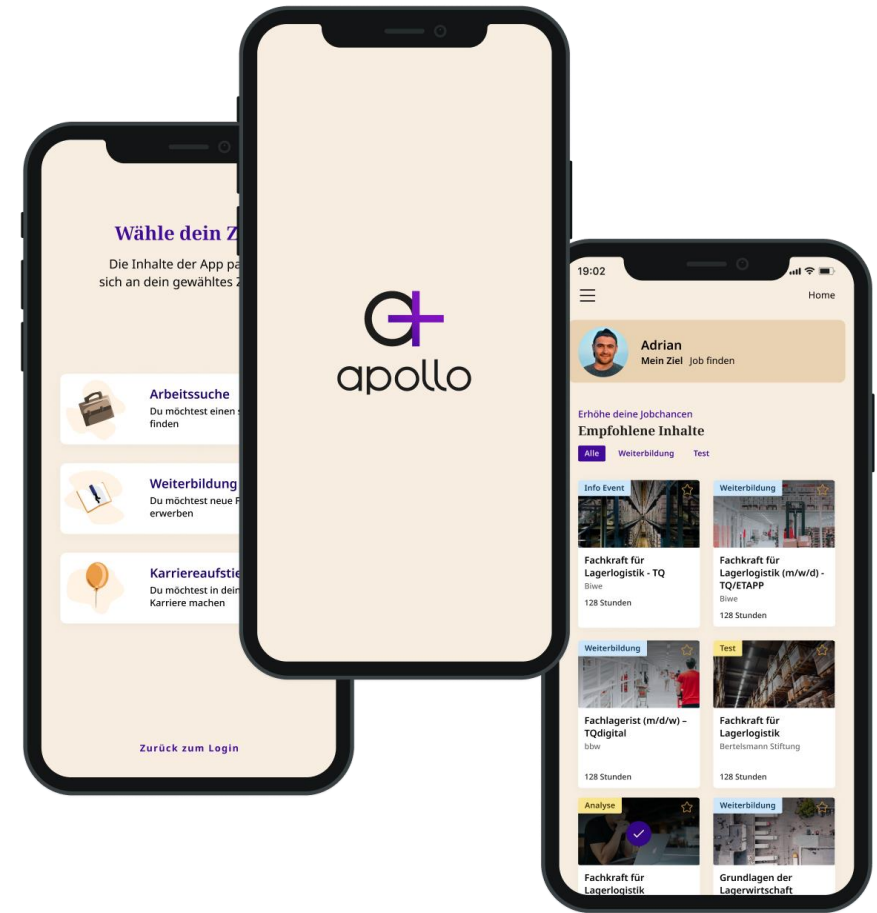 Wähle dein Z
Die Inhalte der App pa
sich an dein gewähltes Z
Arbeitssuche
Du möchtest einen s
finden
Weiterbildung
Du möchtest neue F
erwerben
Karriereaufstie
Du möchtest in dein
Karriere machen
Zurück zum Login
a+
apollo
19:02
Home
Adrian
Mein Ziel Job finden
Erhöhe deine Jobchancen
Empfohlene Inhalte
Alle Weiterbildung Test
Info Event
Fachkraft für
Lagerlogistik - TQ
Biwe
128 Stunden
Weiterbildung
Fachkraft für
Lagerlogistik (m/w/d) -
TQ/ETAPP
Biwe
128 Stunden
Weiterbildung
Fachlagerist (m/d/w) –
TQdigital
bbw
128 Stunden
Test
Fachkraft für
Lagerlogistik
Bertelsmann Stiftung
128 Stunden
Analyse
Fachkraft für
Lagerlogistik
Weiterbildung
Grundlagen der
Lagerwirtschaft